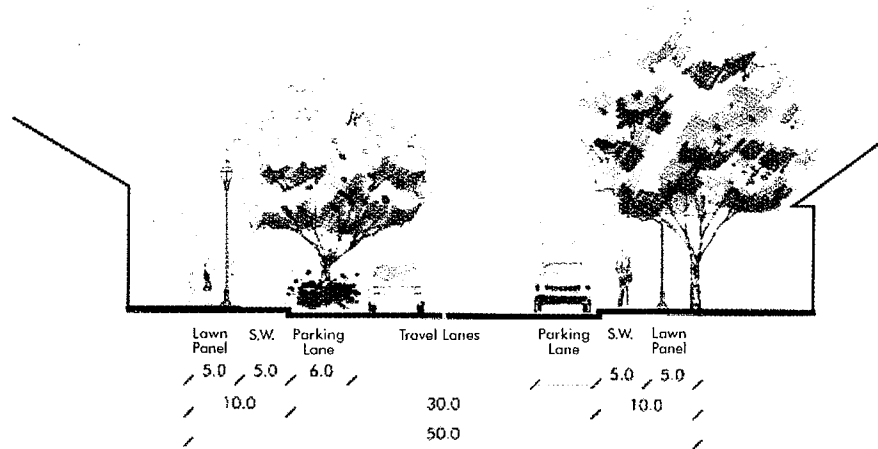 Lawn Panel S.W. Parking Lane Travel Lanes Parking Lane S.W. Lawn Panel
5.0 5.0 6.0 5.0 5.0
10.0 30.0 10.0
50.0